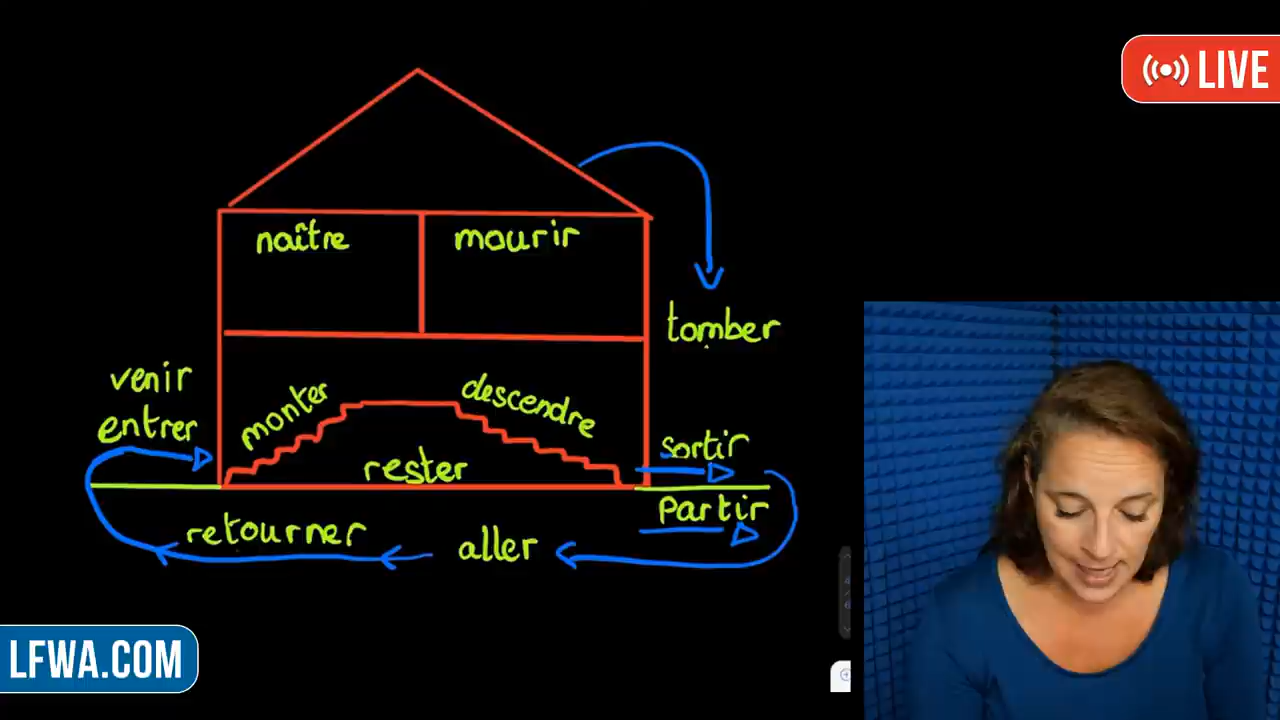 LIVE
naître
mourir
tomber
venir
entrer
monter
descendre
sortir
rester
Partir
retourner
aller
LFWA.COM